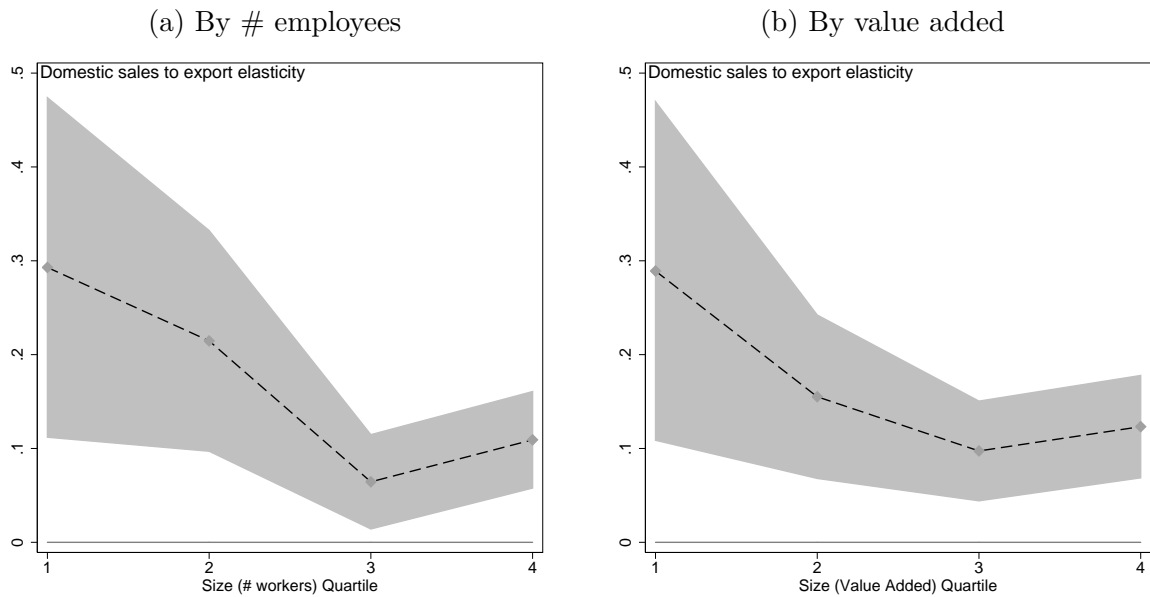 (a) By # employees
Domestic sales to export elasticity
.5
.4
.3
.2
.1
0
1 2 3 4
Size (# workers) Quartile
(b) By value added
Domestic sales to export elasticity
.5
.4
.3
.2
.1
0
1 2 3 4
Size (Value Added) Quartile